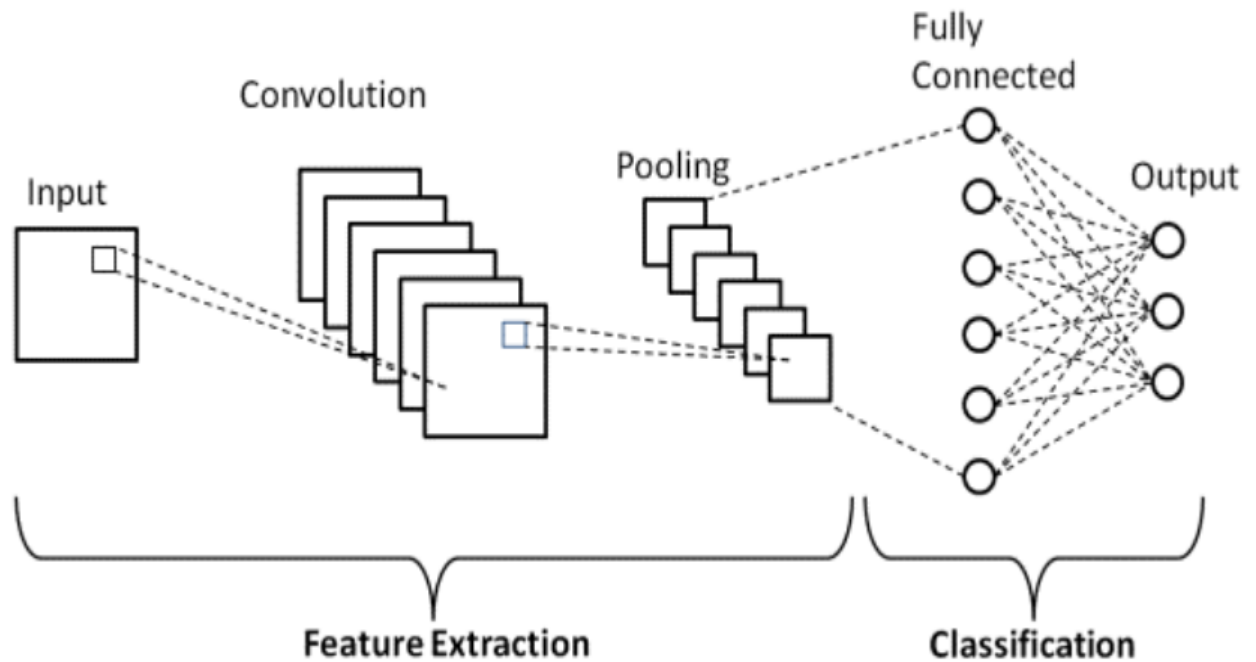 Input
Convolution
Pooling
Fully
Connected
Output
Feature Extraction
Classification